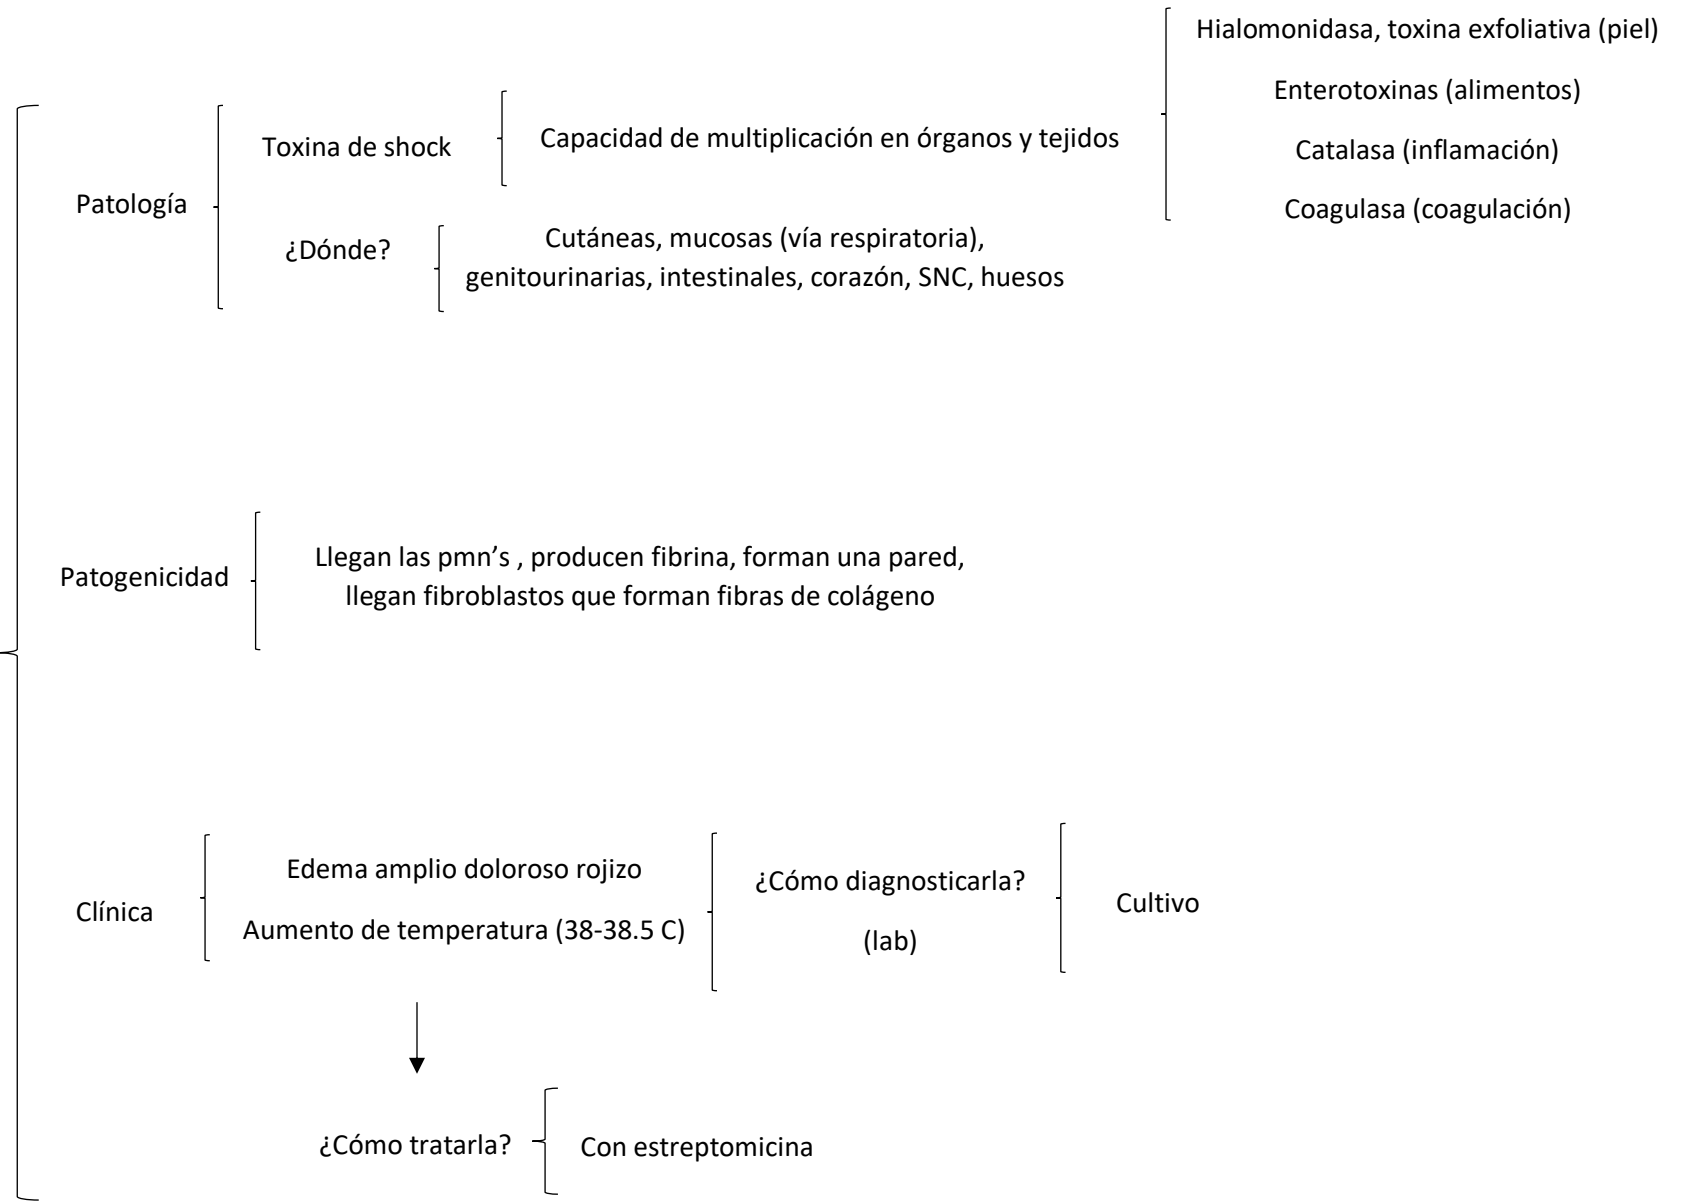 Hialomonidasa, toxina exfoliativa (piel)
Enterotoxinas (alimentos)
Catalasa (inflamación)
Coagulasa (coagulación)
Toxina de shock
Capacidad de multiplicación en órganos y tejidos
Patología
¿Dónde?
Cutáneas, mucosas (vía respiratoria),
genitourinarias, intestinales, corazón, SNC, huesos
Patogenicidad
Llegan las pmn’s , producen fibrina, forman una pared,
llegan fibroblastos que forman fibras de colágeno
Clínica
Edema amplio doloroso rojizo
Aumento de temperatura (38-38.5 C)
¿Cómo diagnosticarla?
(lab)
Cultivo
¿Cómo tratarla?
Con estreptomicina